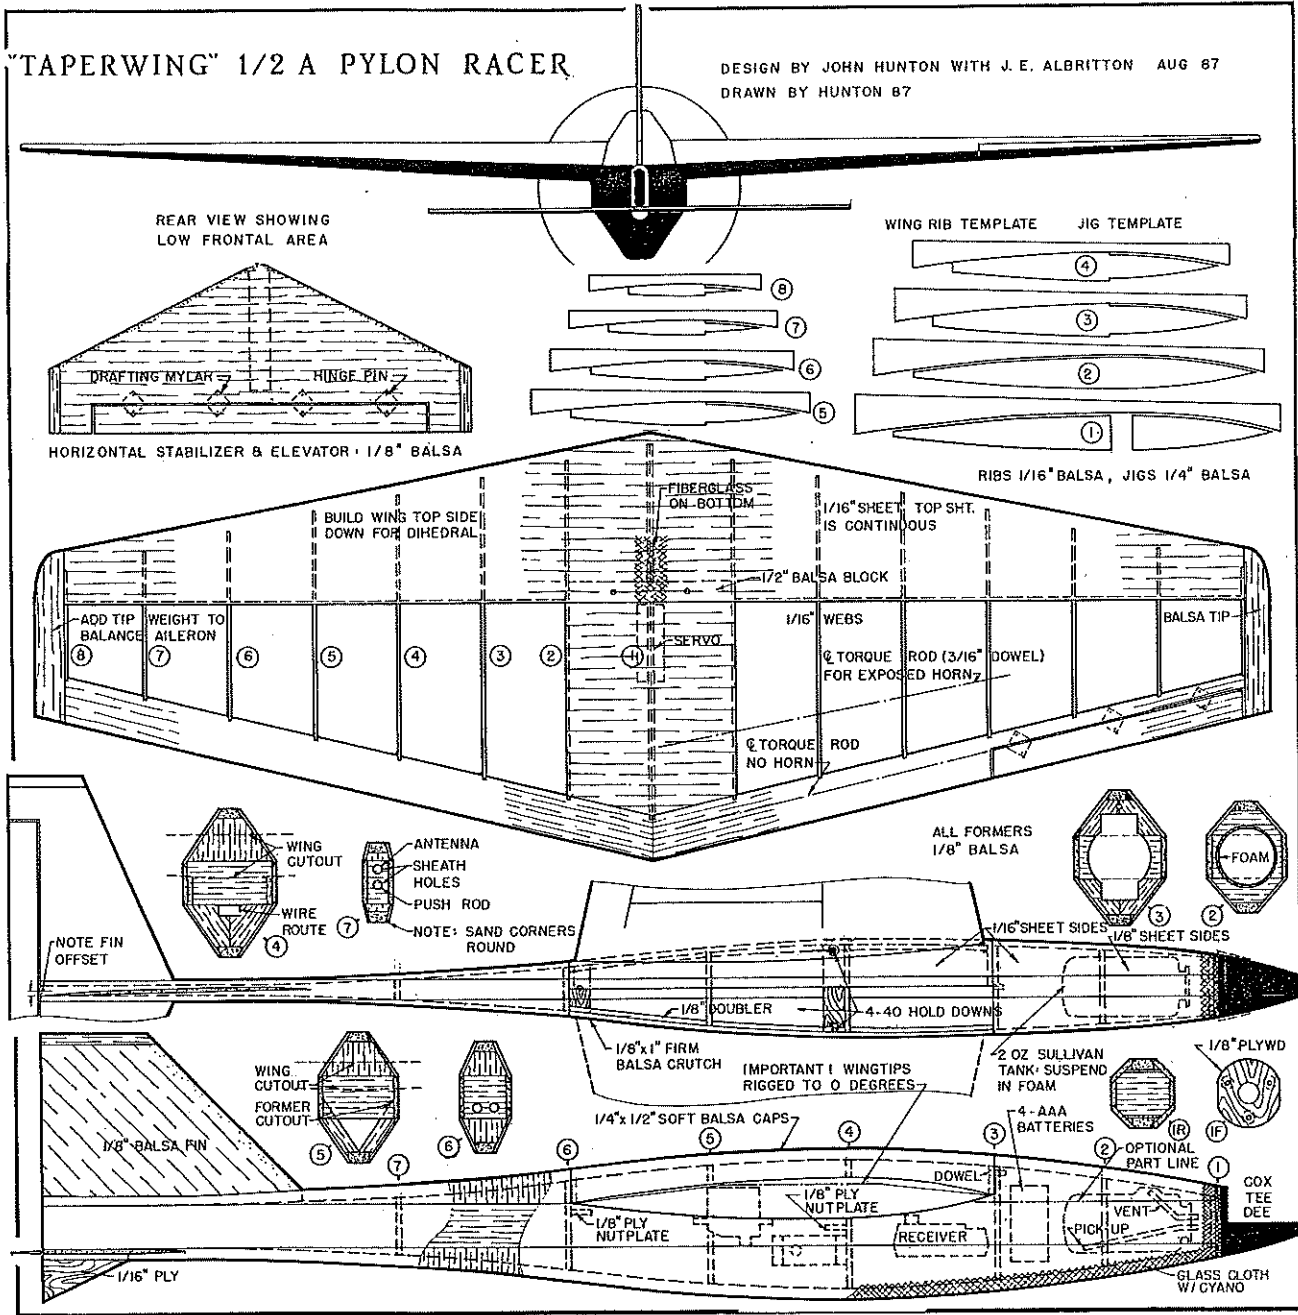 "TAPERWING" 1/2 A PYLON RACER
DESIGN BY JOHN HUNTON WITH J. E. ALBRITTON AUG 87
DRAWN BY HUNTON 87
REAR VIEW SHOWING
LOW FRONTAL AREA
WING RIB TEMPLATE JIG TEMPLATE
4
3
2
1
8
7
6
5
DRAFTING MYLAR
HINGE PIN
HORIZONTAL STABILIZER & ELEVATOR : 1/8" BALSA
RIBS 1/16" BALSA, JIGS 1/4" BALSA
BUILD WING TOP SIDE
DOWN FOR DIHEDRAL
FIBERGLASS
ON BOTTOM
1/16" SHEET TOP SHT.
IS CONTINUOUS
1/2" BALSA BLOCK
ADD TIP WEIGHT TO
BALANCE AILERON
1/16" WEBS
BALSA TIP
SERVO
8
7
6
5
4
3
2
1
℄ TORQUE ROD (3/16" DOWEL)
FOR EXPOSED HORN
℄ TORQUE ROD
NO HORN
WING
CUTOUT
WIRE
ROUTE
4
ANTENNA
SHEATH
HOLES
PUSH ROD
7
NOTE: SAND CORNERS
ROUND
ALL FORMERS
1/8" BALSA
3
FOAM
2
NOTE FIN
OFFSET
1/16" SHEET SIDES
1/8" SHEET SIDES
1/8" DOUBLER
4-40 HOLD DOWNS
1/8" x 1" FIRM
BALSA CRUTCH
2 OZ SULLIVAN
TANK: SUSPEND
IN FOAM
1/8" PLYWD
1R
1F
WING
CUTOUT
FORMER
CUTOUT
5
6
IMPORTANT! WINGTIPS
RIGGED TO 0 DEGREES
1/4" x 1/2" SOFT BALSA CAPS
4-AAA
BATTERIES
1/8" BALSA FIN
7
6
5
4
3
2
1
OPTIONAL
PART LINE
DOWEL
1/8" PLY
NUTPLATE
1/8" PLY
NUTPLATE
RECEIVER
VENT
PICK-UP
COX
TEE
DEE
1/16" PLY
GLASS CLOTH
W/ CYANO